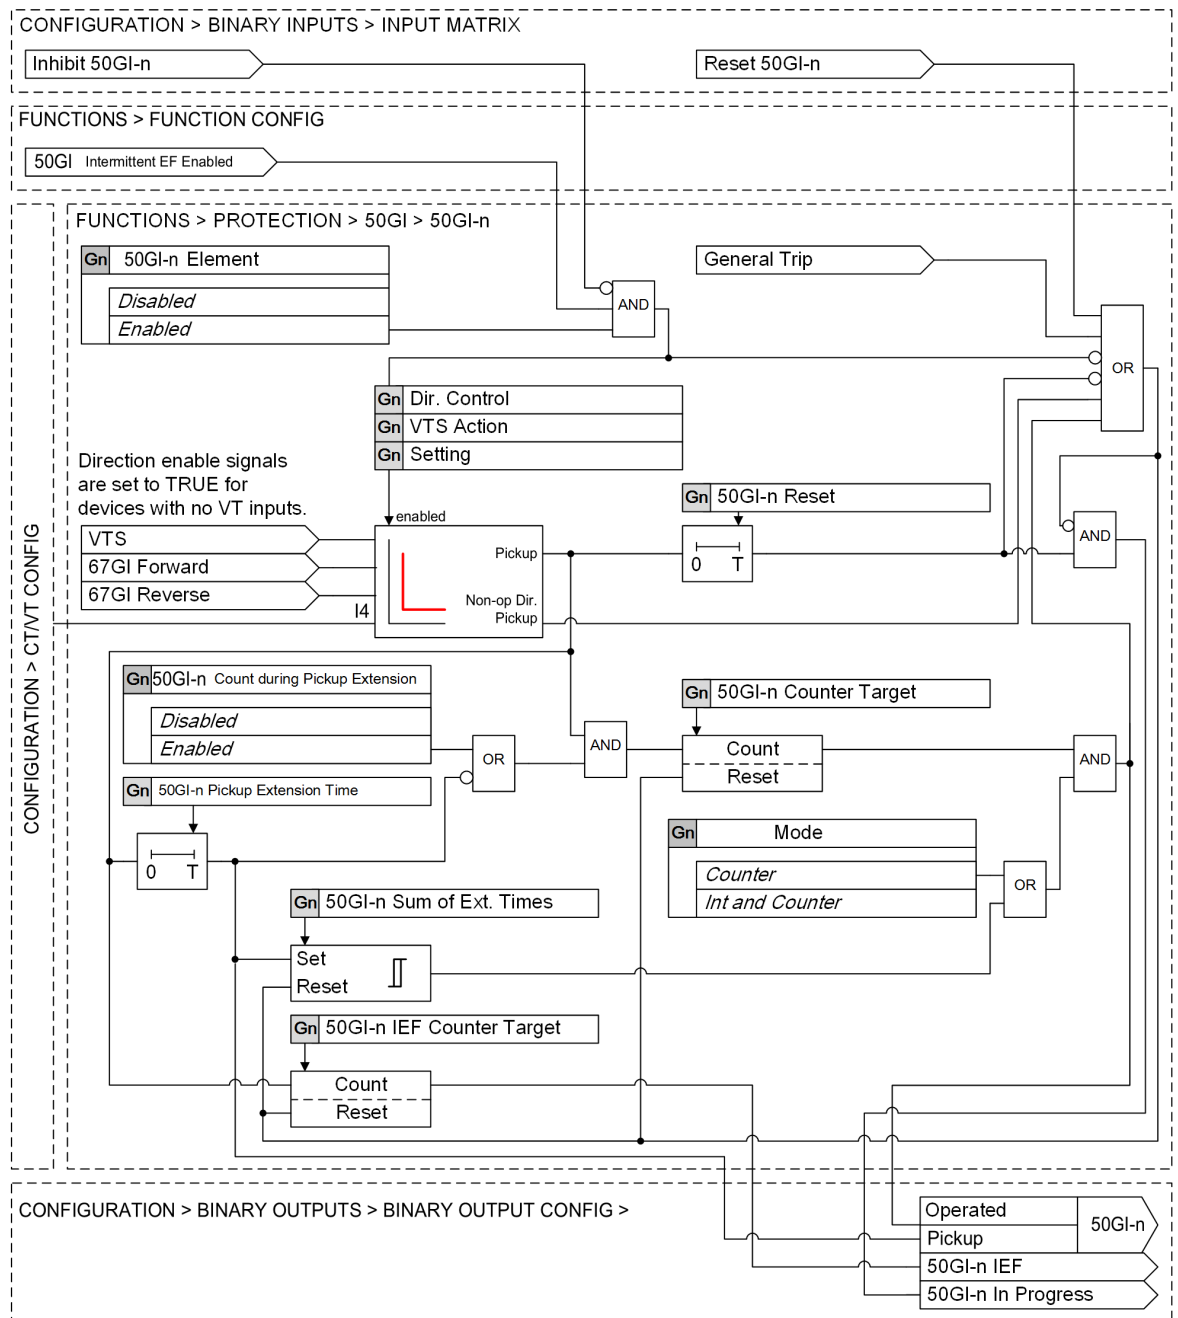 CONFIGURATION > BINARY INPUTS > INPUT MATRIX
Inhibit 50GI-n
Reset 50GI-n
FUNCTIONS > FUNCTION CONFIG
50GI Intermittent EF Enabled
CONFIGURATION > CT/VT CONFIG
FUNCTIONS > PROTECTION > 50GI > 50GI-n
Gn 50GI-n Element
Disabled
Enabled
General Trip
AND
OR
Gn Dir. Control
Gn VTS Action
Gn Setting
Direction enable signals
are set to TRUE for
devices with no VT inputs.
Gn 50GI-n Reset
0 T
AND
enabled
VTS
67GI Forward
67GI Reverse
I4
Pickup
Non-op Dir.
Pickup
Gn 50GI-n Count during Pickup Extension
Disabled
Enabled
OR
AND
Gn 50GI-n Counter Target
Count
Reset
AND
Gn 50GI-n Pickup Extension Time
0 T
Gn Mode
Counter
Int and Counter
OR
Gn 50GI-n Sum of Ext. Times
Set
Reset
Gn 50GI-n IEF Counter Target
Count
Reset
CONFIGURATION > BINARY OUTPUTS > BINARY OUTPUT CONFIG >
Operated
Pickup
50GI-n
50GI-n IEF
50GI-n In Progress